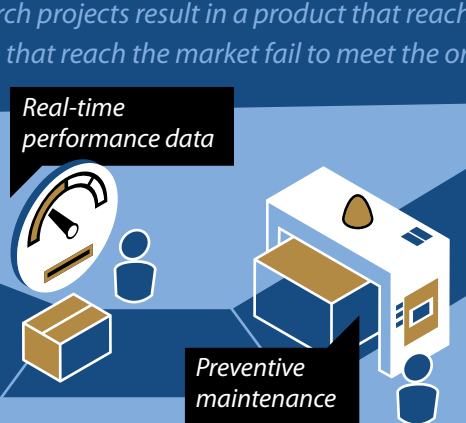 rch projects result in a product that reach
that reach the market fail to meet the or
Real-time
performance data
Preventive
maintenance